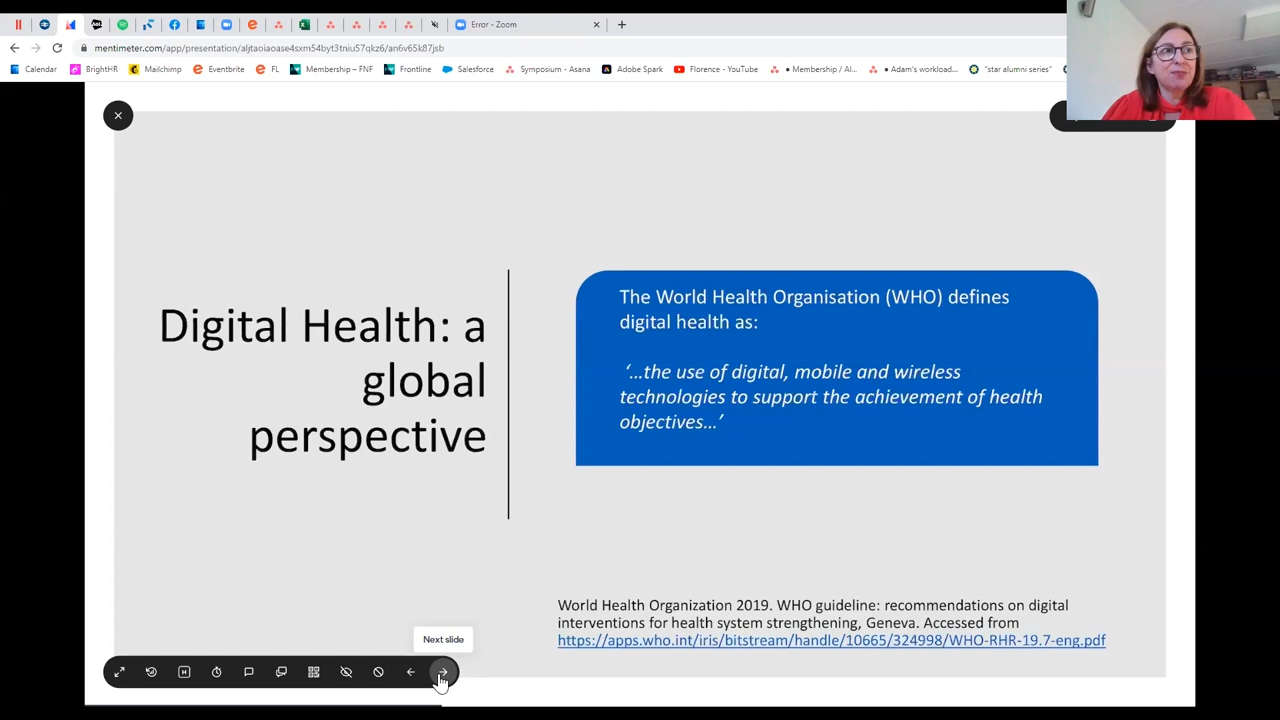 Error - Zoom
mentimeter.com/app/presentation/aljtaoiaoase4sxm54byt3tniu57qkz6/an6v65k87jsb
Calendar BrightHR Mailchimp Eventbrite FL Membership – FNF Frontline Salesforce Symposium - Asana Adobe Spark Florence - YouTube • Membership / Al... • Adam's workload... "star alumni series"
Digital Health: a
global
perspective
The World Health Organisation (WHO) defines
digital health as:
‘…the use of digital, mobile and wireless
technologies to support the achievement of health
objectives…’
World Health Organization 2019. WHO guideline: recommendations on digital
interventions for health system strengthening, Geneva. Accessed from
https://apps.who.int/iris/bitstream/handle/10665/324998/WHO-RHR-19.7-eng.pdf
Next slide